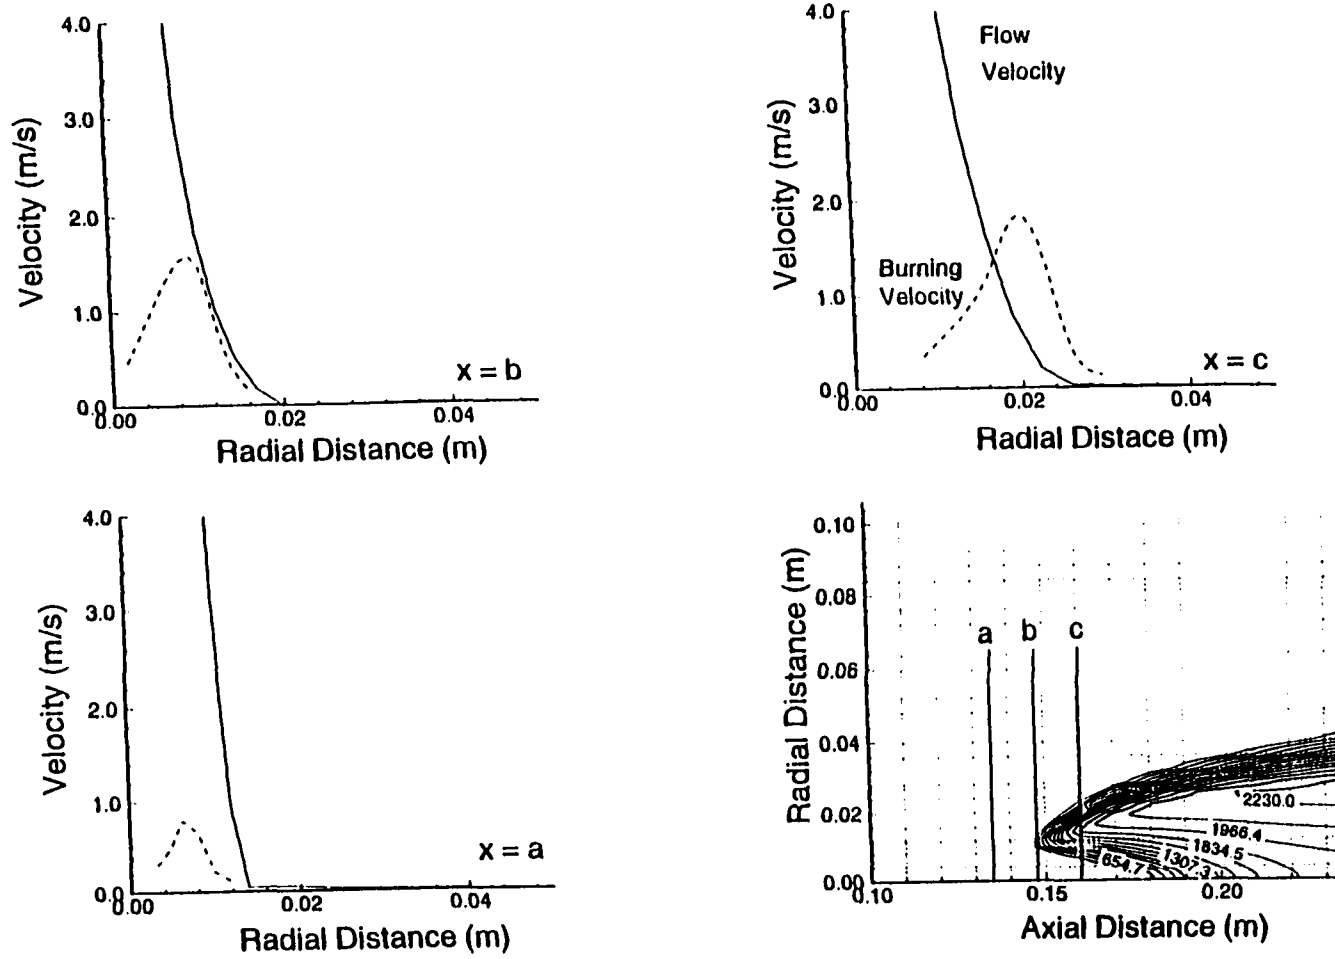 4.0
3.0
2.0
1.0
0.0
0.00
0.02
0.04
Velocity (m/s)
x = b
Radial Distance (m)
4.0
3.0
2.0
1.0
0.0
0.00
0.02
0.04
Velocity (m/s)
Flow
Velocity
Burning
Velocity
x = c
Radial Distace (m)
4.0
3.0
2.0
1.0
0.0
0.00
0.02
0.04
Velocity (m/s)
x = a
Radial Distance (m)
0.10
0.08
0.06
0.04
0.02
0.00
0.10
0.15
0.20
Radial Distance (m)
a
b
c
2230.0
1966.4
1834.5
1307.3
654.7
Axial Distance (m)